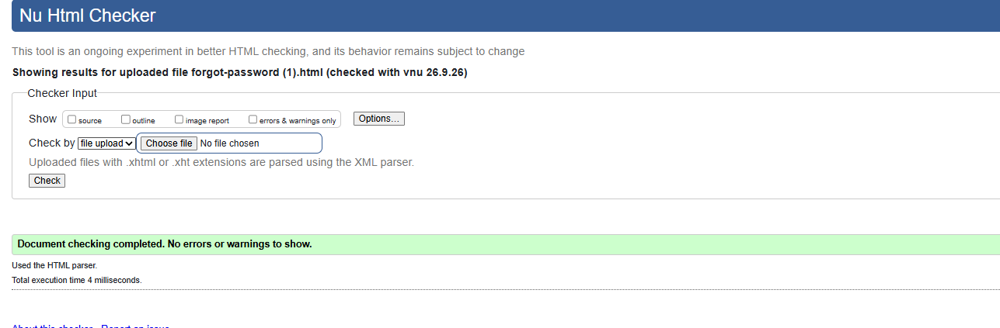 Nu Html Checker
This tool is an ongoing experiment in better HTML checking, and its behavior remains subject to change
Showing results for uploaded file forgot-password (1).html (checked with vnu 26.9.26)
Checker Input
Show source outline image report errors & warnings only Options...
Check by file upload Choose file No file chosen
Uploaded files with .xhtml or .xht extensions are parsed using the XML parser.
Check
Document checking completed. No errors or warnings to show.
Used the HTML parser.
Total execution time 4 milliseconds.
About this checker Report an issue